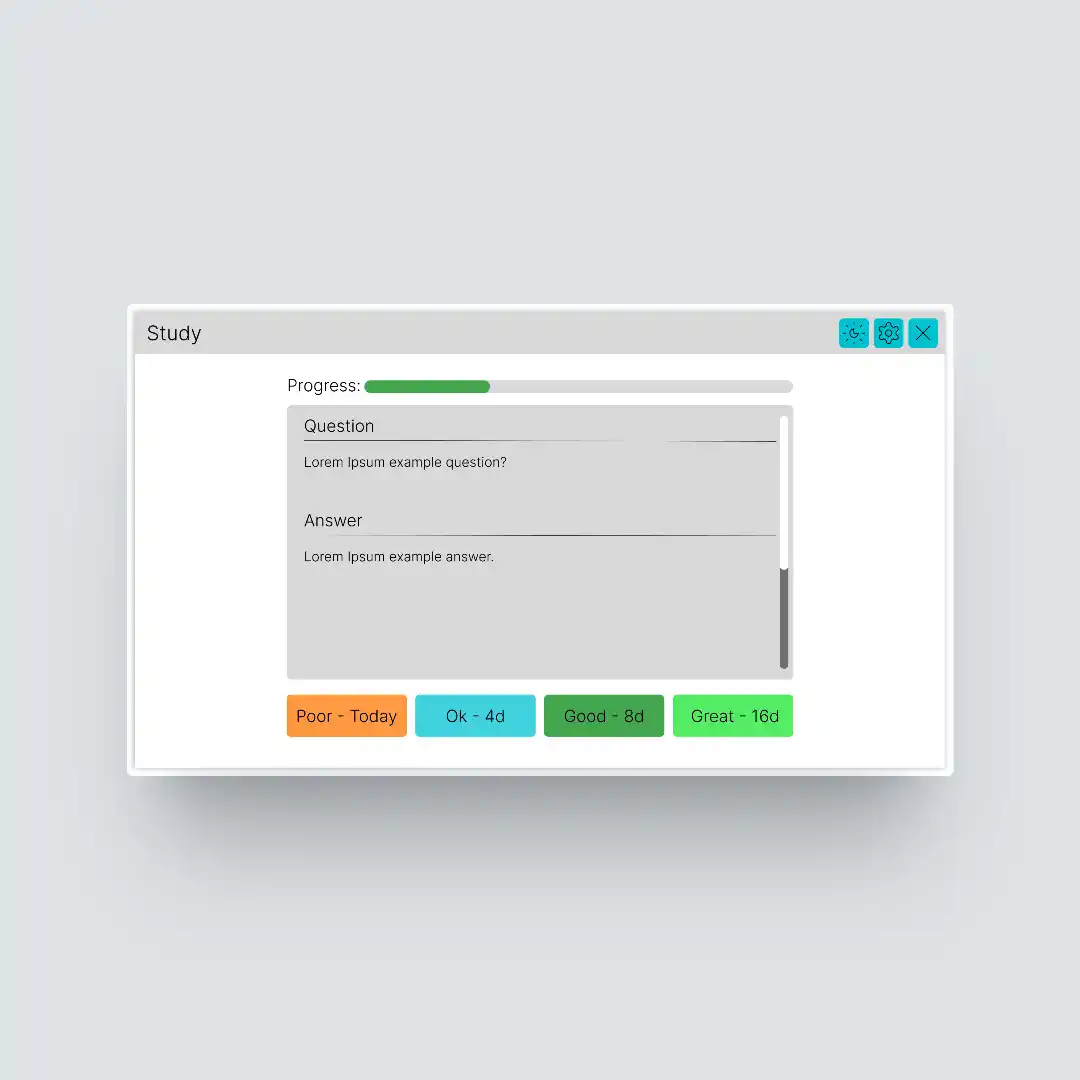 Study
Progress:
Question
Lorem Ipsum example question?
Answer
Lorem Ipsum example answer.
Poor - Today
Ok - 4d
Good - 8d
Great - 16d